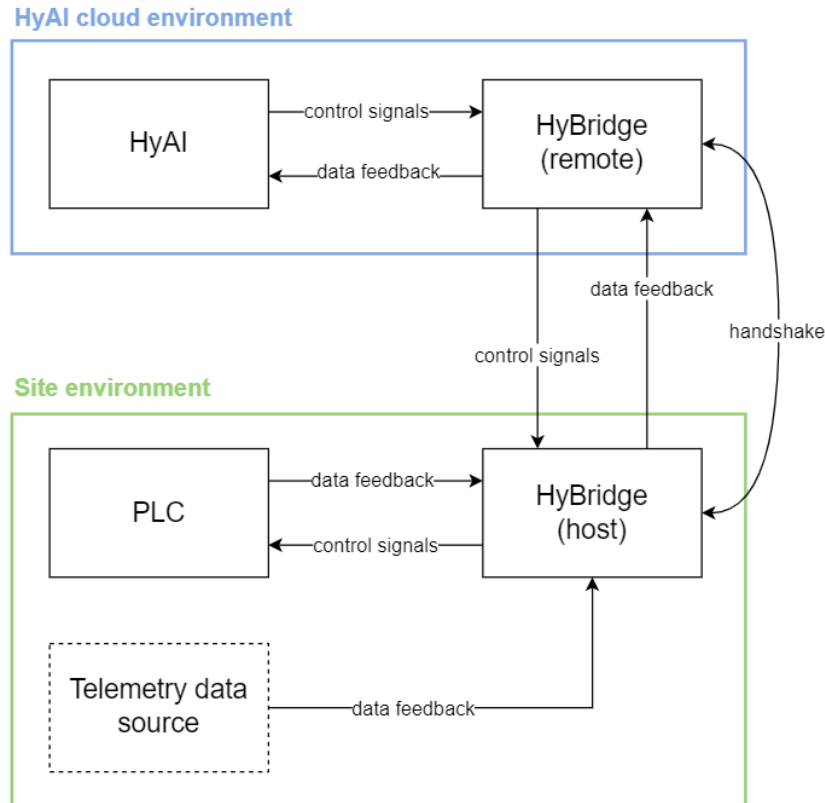 HyAI cloud environment
HyAI
control signals
data feedback
HyBridge
(remote)
control signals
data feedback
handshake
Site environment
PLC
data feedback
control signals
HyBridge
(host)
Telemetry data
source
data feedback